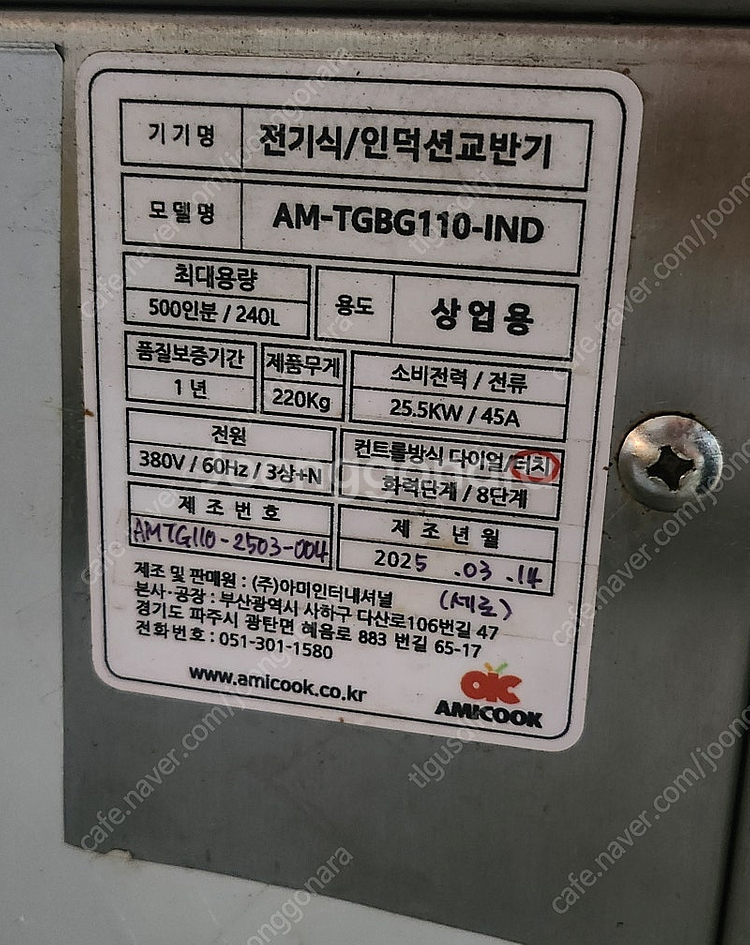 기기명 전기식/인덕션교반기
모델명 AM-TGBG110-IND
최대용량
500인분 / 240L
용도 상업용
품질보증기간
1 년
제품무게
220Kg
소비전력 / 전류
25.5KW / 45A
전원
380V / 60Hz / 3상+N
컨트롤방식 다이얼/터치
화력단계 / 8단계
제 조 번 호
AMTG110-2503-004
제 조 년 월
2025 .03 .14
(세로)
제조 및 판매원 : (주)아미인터내셔널
본사·공장 : 부산광역시 사하구 다산로106번길 47
경기도 파주시 광탄면 혜음로 883 번길 65-17
전화번호 : 051-301-1580
www.amicook.co.kr
AMICOOK
Joonggonara
cafe.naver.com/joonggonara